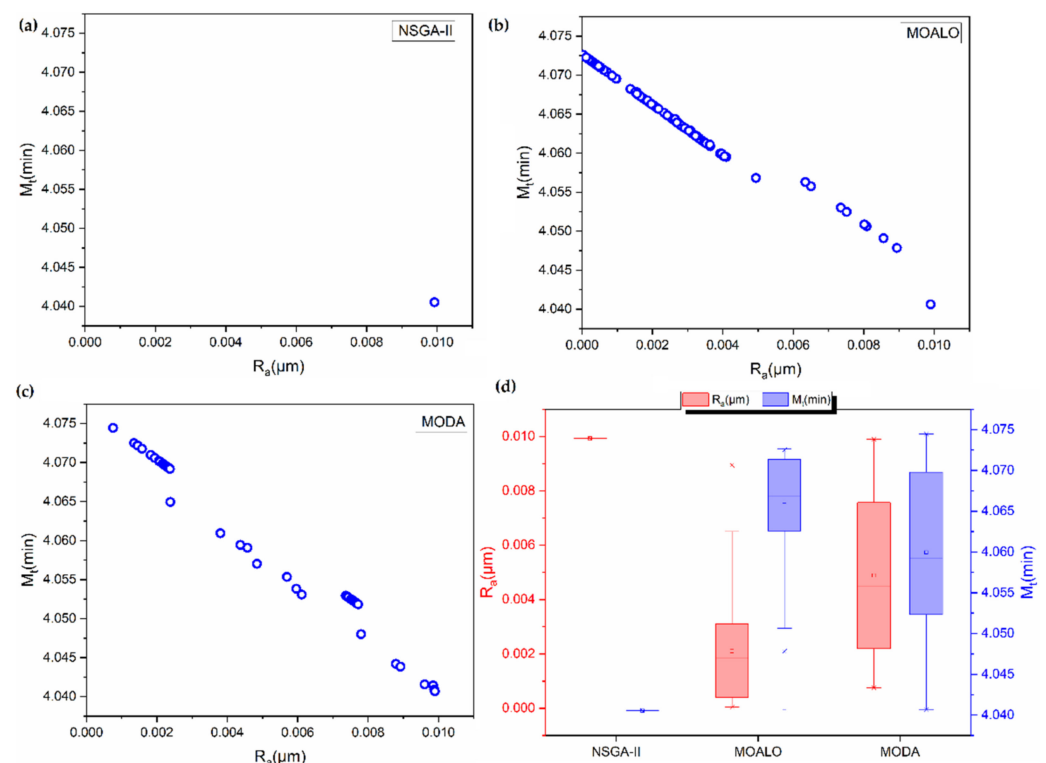 (a)
NSGA-II
4.075
4.070
4.065
4.060
4.055
4.050
4.045
4.040
Mt(min)
0.000 0.002 0.004 0.006 0.008 0.010
Ra(μm)
(b)
MOALO
4.075
4.070
4.065
4.060
4.055
4.050
4.045
4.040
Mt(min)
0.000 0.002 0.004 0.006 0.008 0.010
Ra(μm)
(c)
MODA
4.075
4.070
4.065
4.060
4.055
4.050
4.045
4.040
Mt(min)
0.000 0.002 0.004 0.006 0.008 0.010
Ra(μm)
(d)
Ra(μm) Mt(min)
0.010
0.008
0.006
0.004
0.002
0.000
Ra(μm)
4.075
4.070
4.065
4.060
4.055
4.050
4.045
4.040
Mt(min)
NSGA-II MOALO MODA